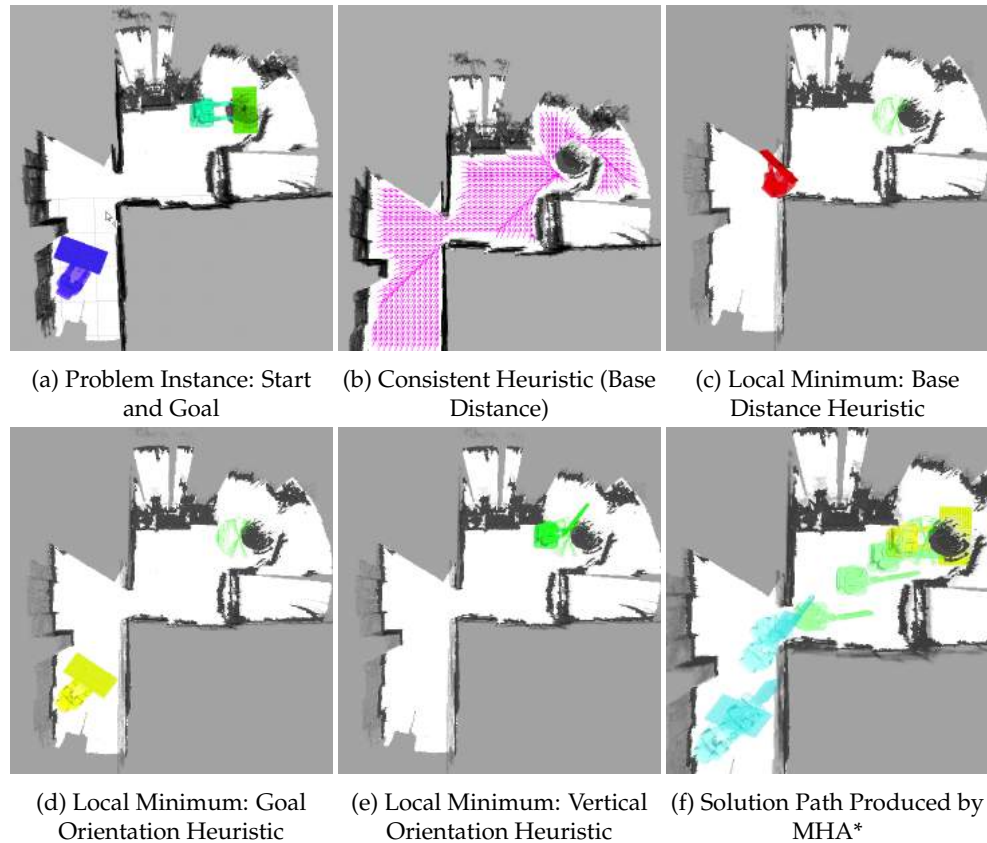 (a) Problem Instance: Start
and Goal
(b) Consistent Heuristic (Base
Distance)
(c) Local Minimum: Base
Distance Heuristic
(d) Local Minimum: Goal
Orientation Heuristic
(e) Local Minimum: Vertical
Orientation Heuristic
(f) Solution Path Produced by
MHA*